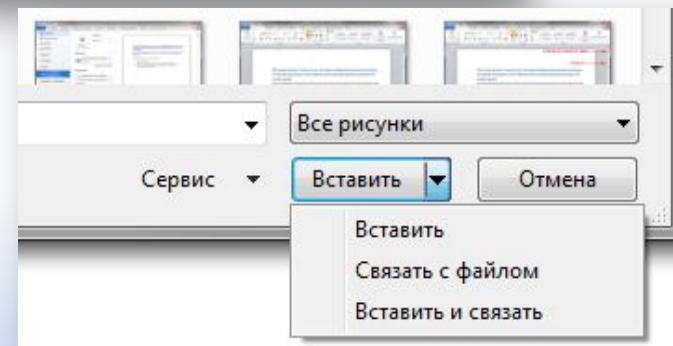 Все рисунки
Сервис Вставить Отмена
Вставить
Связать с файлом
Вставить и связать